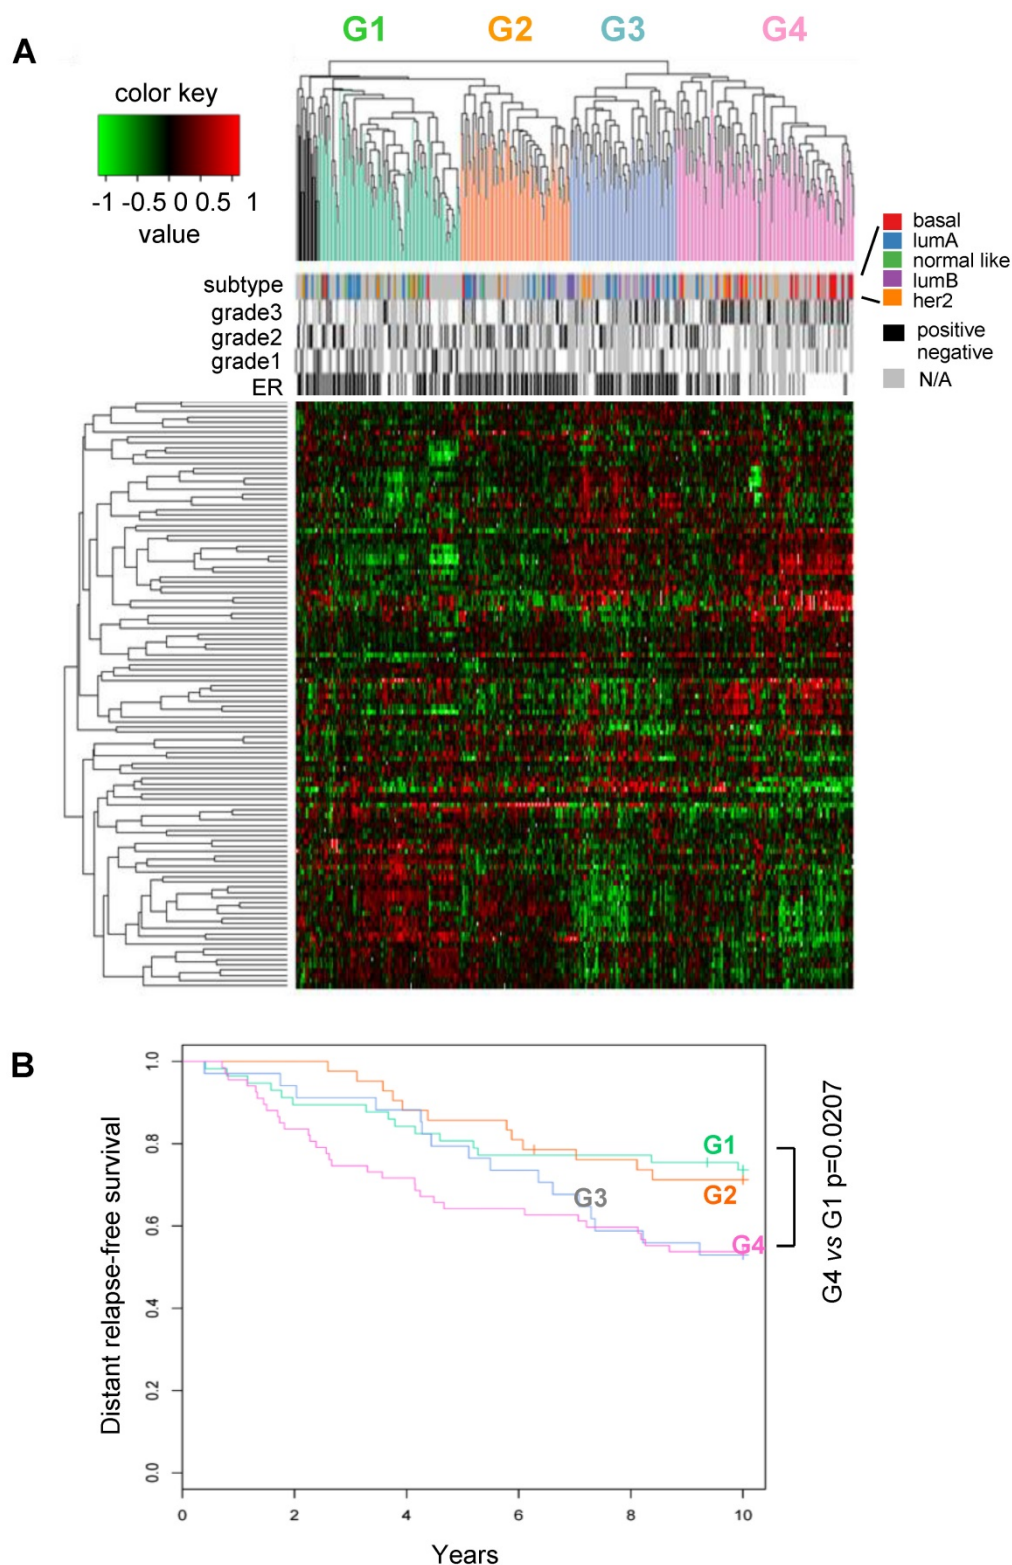 A
G1 G2 G3 G4
color key
-1 -0.5 0 0.5 1
value
basal
lumA
normal like
lumB
her2
positive
negative
N/A
subtype
grade3
grade2
grade1
ER
B
Distant relapse-free survival
1.0
0.8
0.6
0.4
0.2
0.0
G1
G2
G3
G4
G4 vs G1 p=0.0207
0 2 4 6 8 10
Years